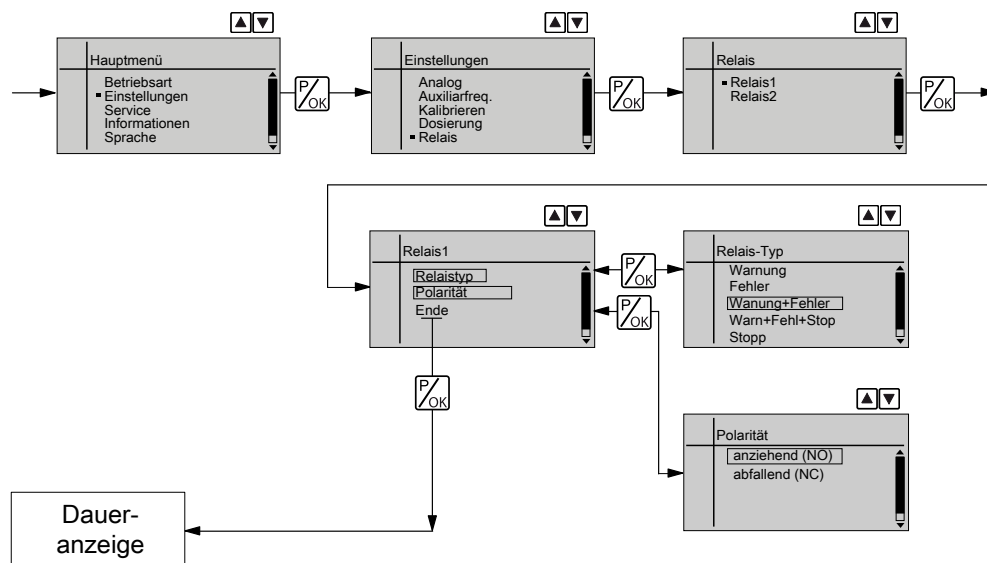 Hauptmenü
Betriebsart
Einstellungen
Service
Informationen
Sprache
P/OK
Einstellungen
Analog
Auxiliarfreq.
Kalibrieren
Dosierung
Relais
P/OK
Relais
Relais1
Relais2
P/OK
Relais1
Relaistyp
Polarität
Ende
P/OK
P/OK
Relais-Typ
Warnung
Fehler
Wanung+Fehler
Warn+Fehl+Stop
Stopp
P/OK
Polarität
anziehend (NO)
abfallend (NC)
Dauer-
anzeige